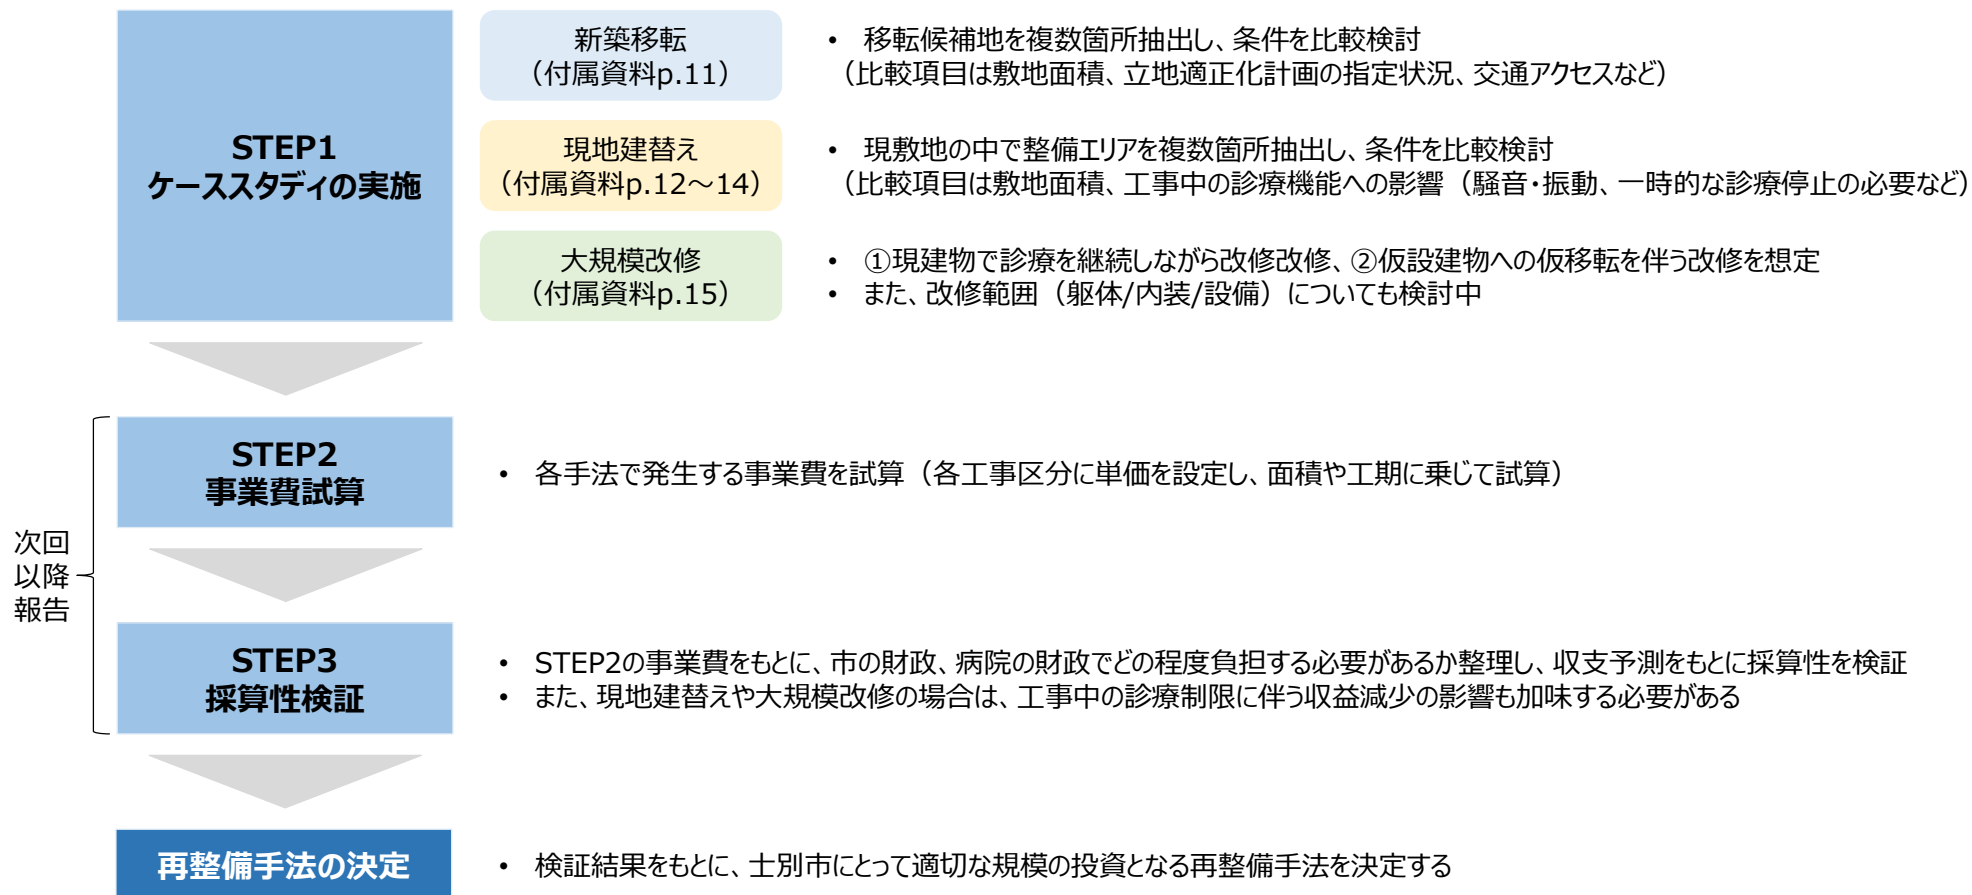 STEP1
ケーススタディの実施
新築移転
（付属資料p.11）
• 移転候補地を複数箇所抽出し、条件を比較検討
（比較項目は敷地面積、立地適正化計画の指定状況、交通アクセスなど）
現地建替え
（付属資料p.12～14）
• 現敷地の中で整備エリアを複数箇所抽出し、条件を比較検討
（比較項目は敷地面積、工事中の診療機能への影響（騒音・振動、一時的な診療停止の必要など）
大規模改修
（付属資料p.15）
• ①現建物で診療を継続しながら改修改修、②仮設建物への仮移転を伴う改修を想定
• また、改修範囲（躯体/内装/設備）についても検討中
次回
以降
報告
STEP2
事業費試算
• 各手法で発生する事業費を試算（各工事区分に単価を設定し、面積や工期に乗じて試算）
STEP3
採算性検証
• STEP2の事業費をもとに、市の財政、病院の財政でどの程度負担する必要があるか整理し、収支予測をもとに採算性を検証
• また、現地建替えや大規模改修の場合は、工事中の診療制限に伴う収益減少の影響も加味する必要がある
再整備手法の決定
• 検証結果をもとに、士別市にとって適切な規模の投資となる再整備手法を決定する